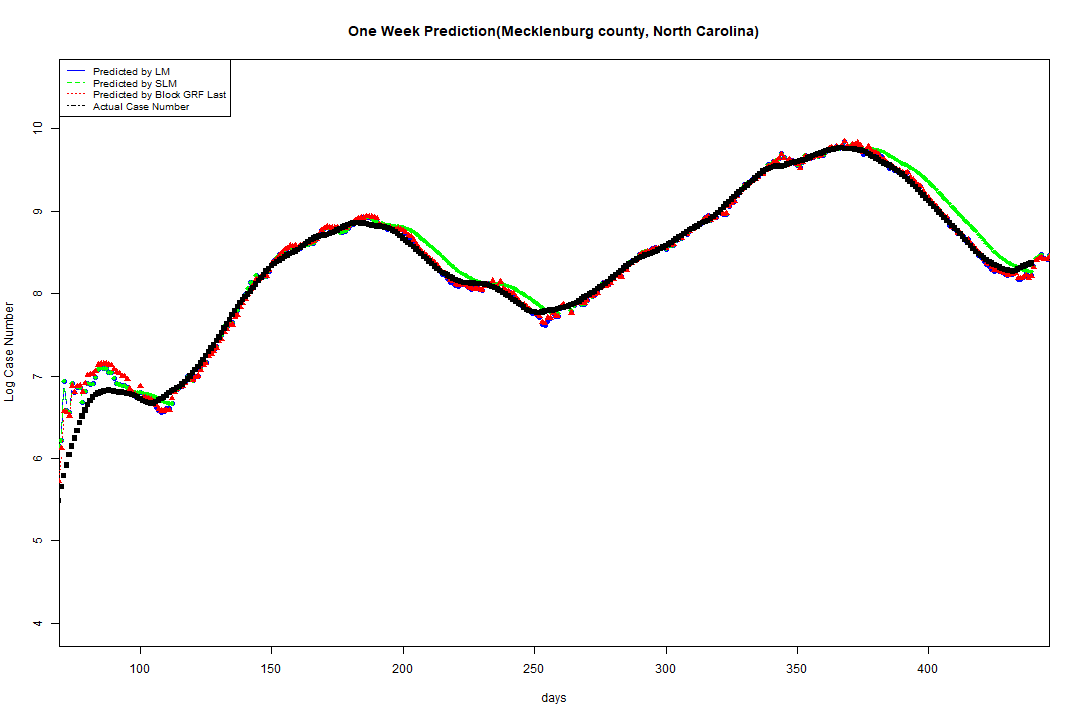 One Week Prediction(Mecklenburg county, North Carolina)
Predicted by LM
Predicted by SLM
Predicted by Block GRF Last
Actual Case Number
10
9
8
7
6
5
4
Log Case Number
100 150 200 250 300 350 400
days